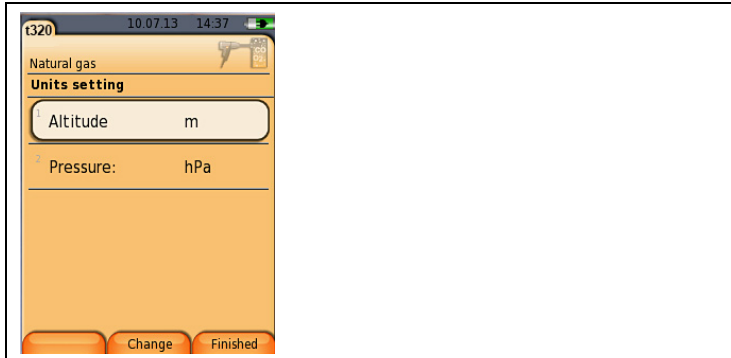 t320 10.07.13 14:37
Natural gas
Units setting
1 Altitude m
2 Pressure: hPa
Change Finished